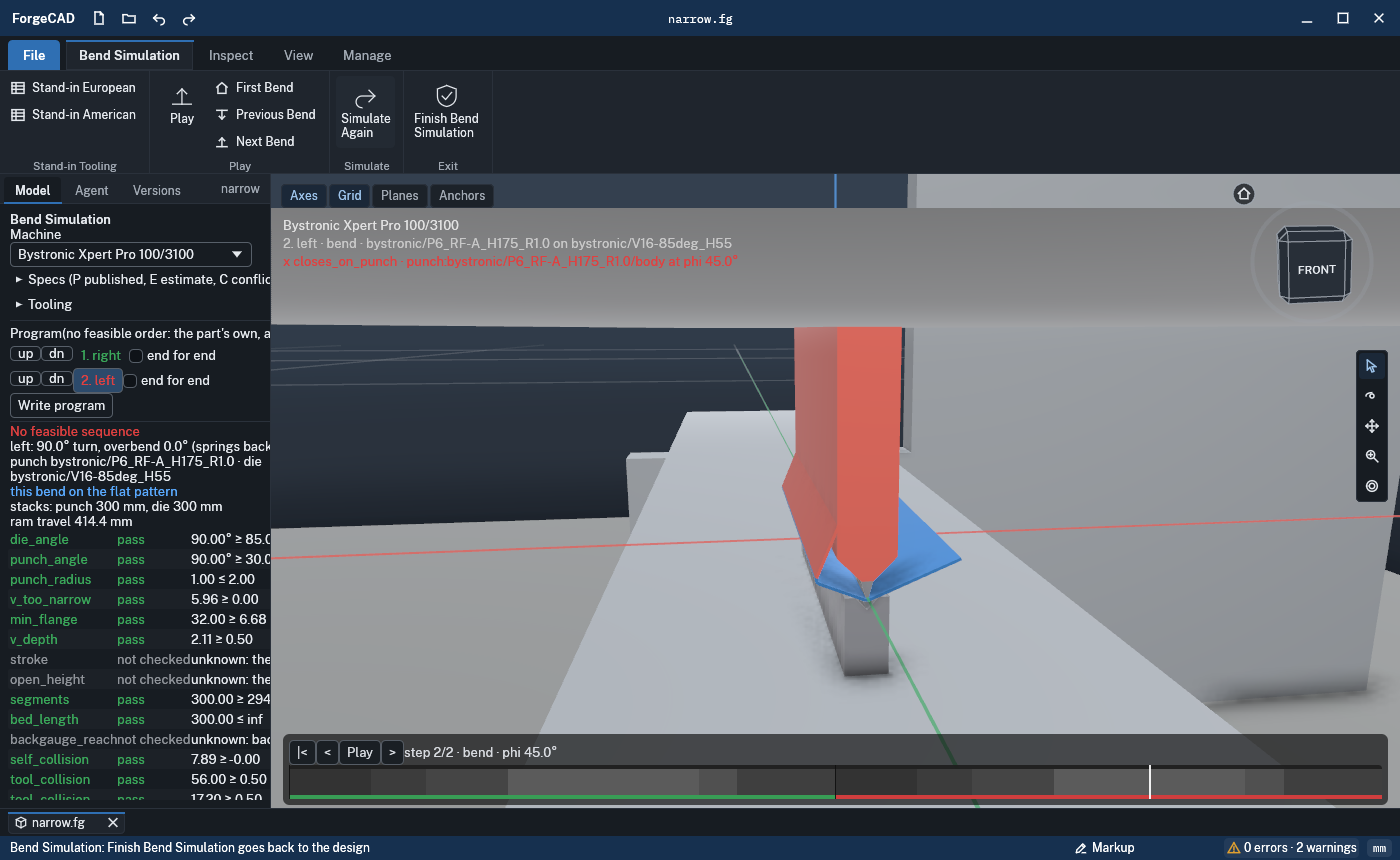 ForgeCAD
narrow.fg
File
Bend Simulation
Inspect
View
Manage
Stand-in European
Stand-in American
Stand-in Tooling
Play
First Bend
Previous Bend
Next Bend
Play
Simulate Again
Simulate
Finish Bend Simulation
Exit
Model
Agent
Versions
narrow
Bend Simulation
Machine
Bystronic Xpert Pro 100/3100
Specs (P published, E estimate, C conflic
Tooling
Program(no feasible order: the part's own, a
up dn 1. right end for end
up dn 2. left end for end
Write program
No feasible sequence
left: 90.0° turn, overbend 0.0° (springs back
punch bystronic/P6_RF-A_H175_R1.0 · die
bystronic/V16-85deg_H55
this bend on the flat pattern
stacks: punch 300 mm, die 300 mm
ram travel 414.4 mm
die_angle pass 90.00° ≥ 85.0
punch_angle pass 90.00° ≥ 30.0
punch_radius pass 1.00 ≤ 2.00
v_too_narrow pass 5.96 ≥ 0.00
min_flange pass 32.00 ≥ 6.68
v_depth pass 2.11 ≥ 0.50
stroke not checked unknown: the
open_height not checked unknown: the
segments pass 300.00 ≥ 294
bed_length pass 300.00 ≤ inf
backgauge_reach not checked unknown: bac
self_collision pass 7.89 ≥ -0.00
tool_collision pass 56.00 ≥ 0.50
tool_collision pass 17.20 ≥ 0.50
Axes
Grid
Planes
Anchors
Bystronic Xpert Pro 100/3100
2. left · bend · bystronic/P6_RF-A_H175_R1.0 on bystronic/V16-85deg_H55
x closes_on_punch · punch:bystronic/P6_RF-A_H175_R1.0/body at phi 45.0°
FRONT
|< < Play > step 2/2 · bend · phi 45.0°
narrow.fg
Bend Simulation: Finish Bend Simulation goes back to the design
Markup
0 errors · 2 warnings
mm